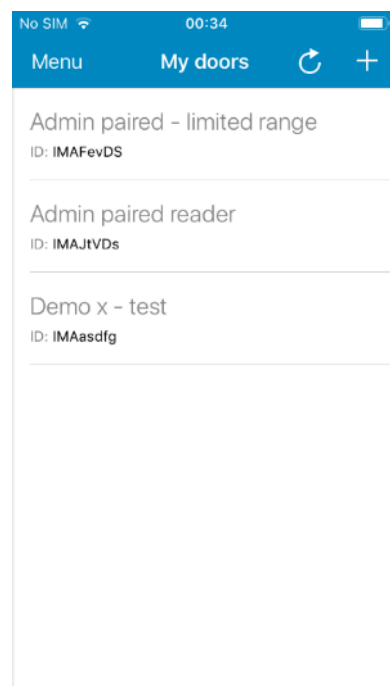 No SIM 00:34
Menu My doors
Admin paired - limited range
ID: IMAFevDS
Admin paired reader
ID: IMAJtVDs
Demo x - test
ID: IMAasdfg